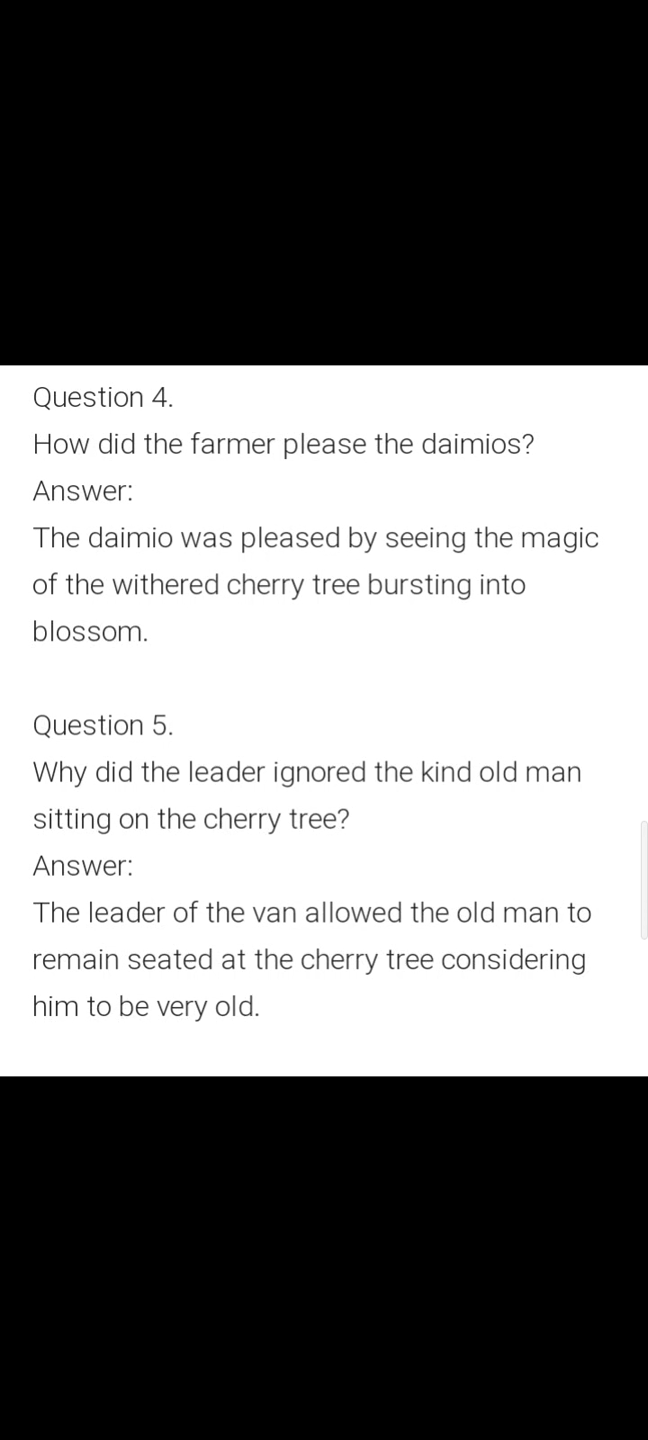 Question 4.
How did the farmer please the daimios?
Answer:
The daimio was pleased by seeing the magic
of the withered cherry tree bursting into
blossom.
Question 5.
Why did the leader ignored the kind old man
sitting on the cherry tree?
Answer:
The leader of the van allowed the old man to
remain seated at the cherry tree considering
him to be very old.